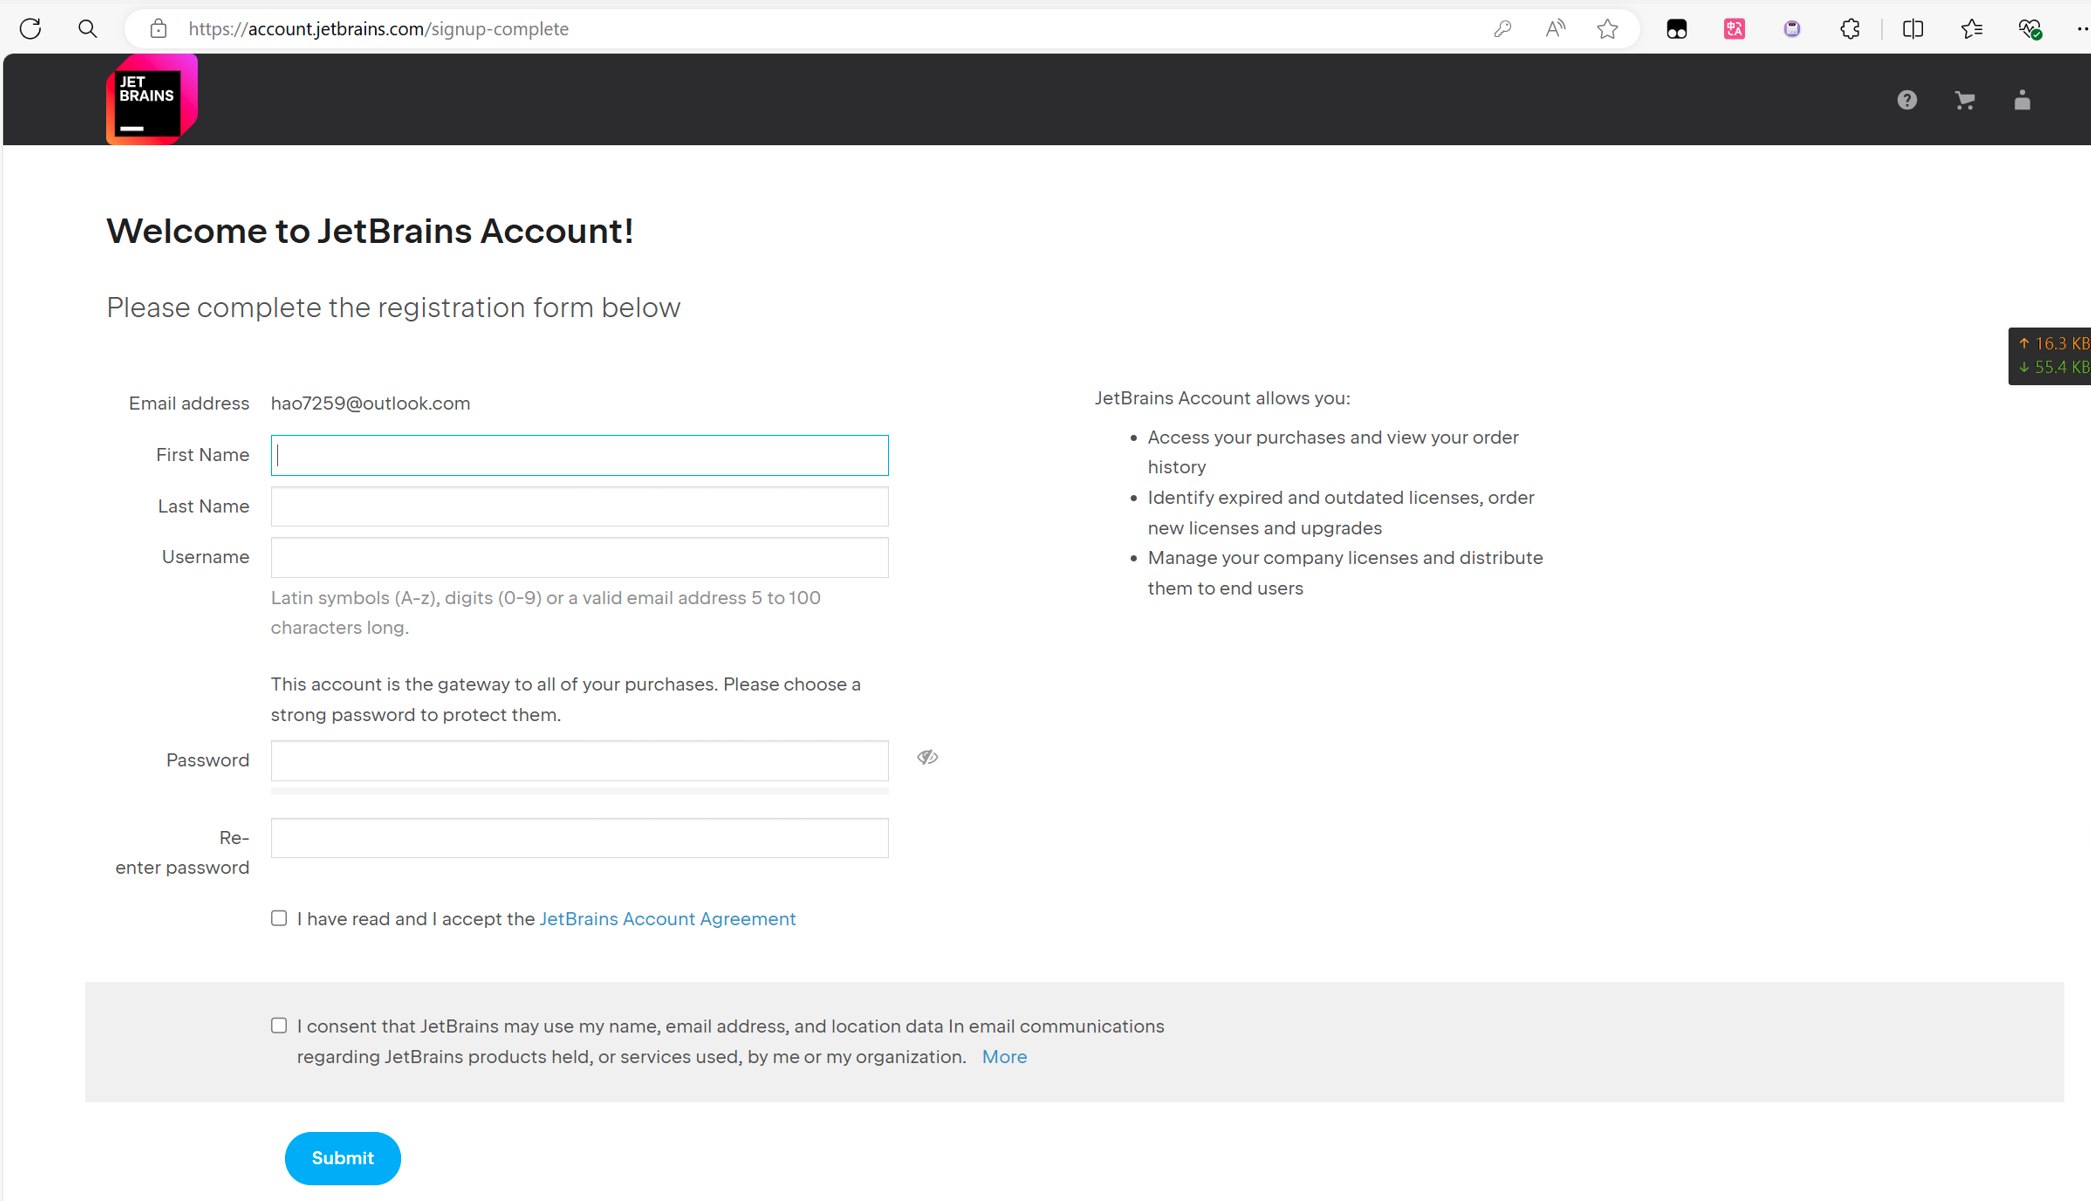 https://account.jetbrains.com/signup-complete
JET
BRAINS
Welcome to JetBrains Account!
Please complete the registration form below
↑ 16.3 KB
↓ 55.4 KB
Email address hao7259@outlook.com
First Name
Last Name
Username
Latin symbols (A-z), digits (0-9) or a valid email address 5 to 100
characters long.
This account is the gateway to all of your purchases. Please choose a
strong password to protect them.
Password
Re-
enter password
I have read and I accept the JetBrains Account Agreement
JetBrains Account allows you:
• Access your purchases and view your order
history
• Identify expired and outdated licenses, order
new licenses and upgrades
• Manage your company licenses and distribute
them to end users
I consent that JetBrains may use my name, email address, and location data In email communications
regarding JetBrains products held, or services used, by me or my organization. More
Submit